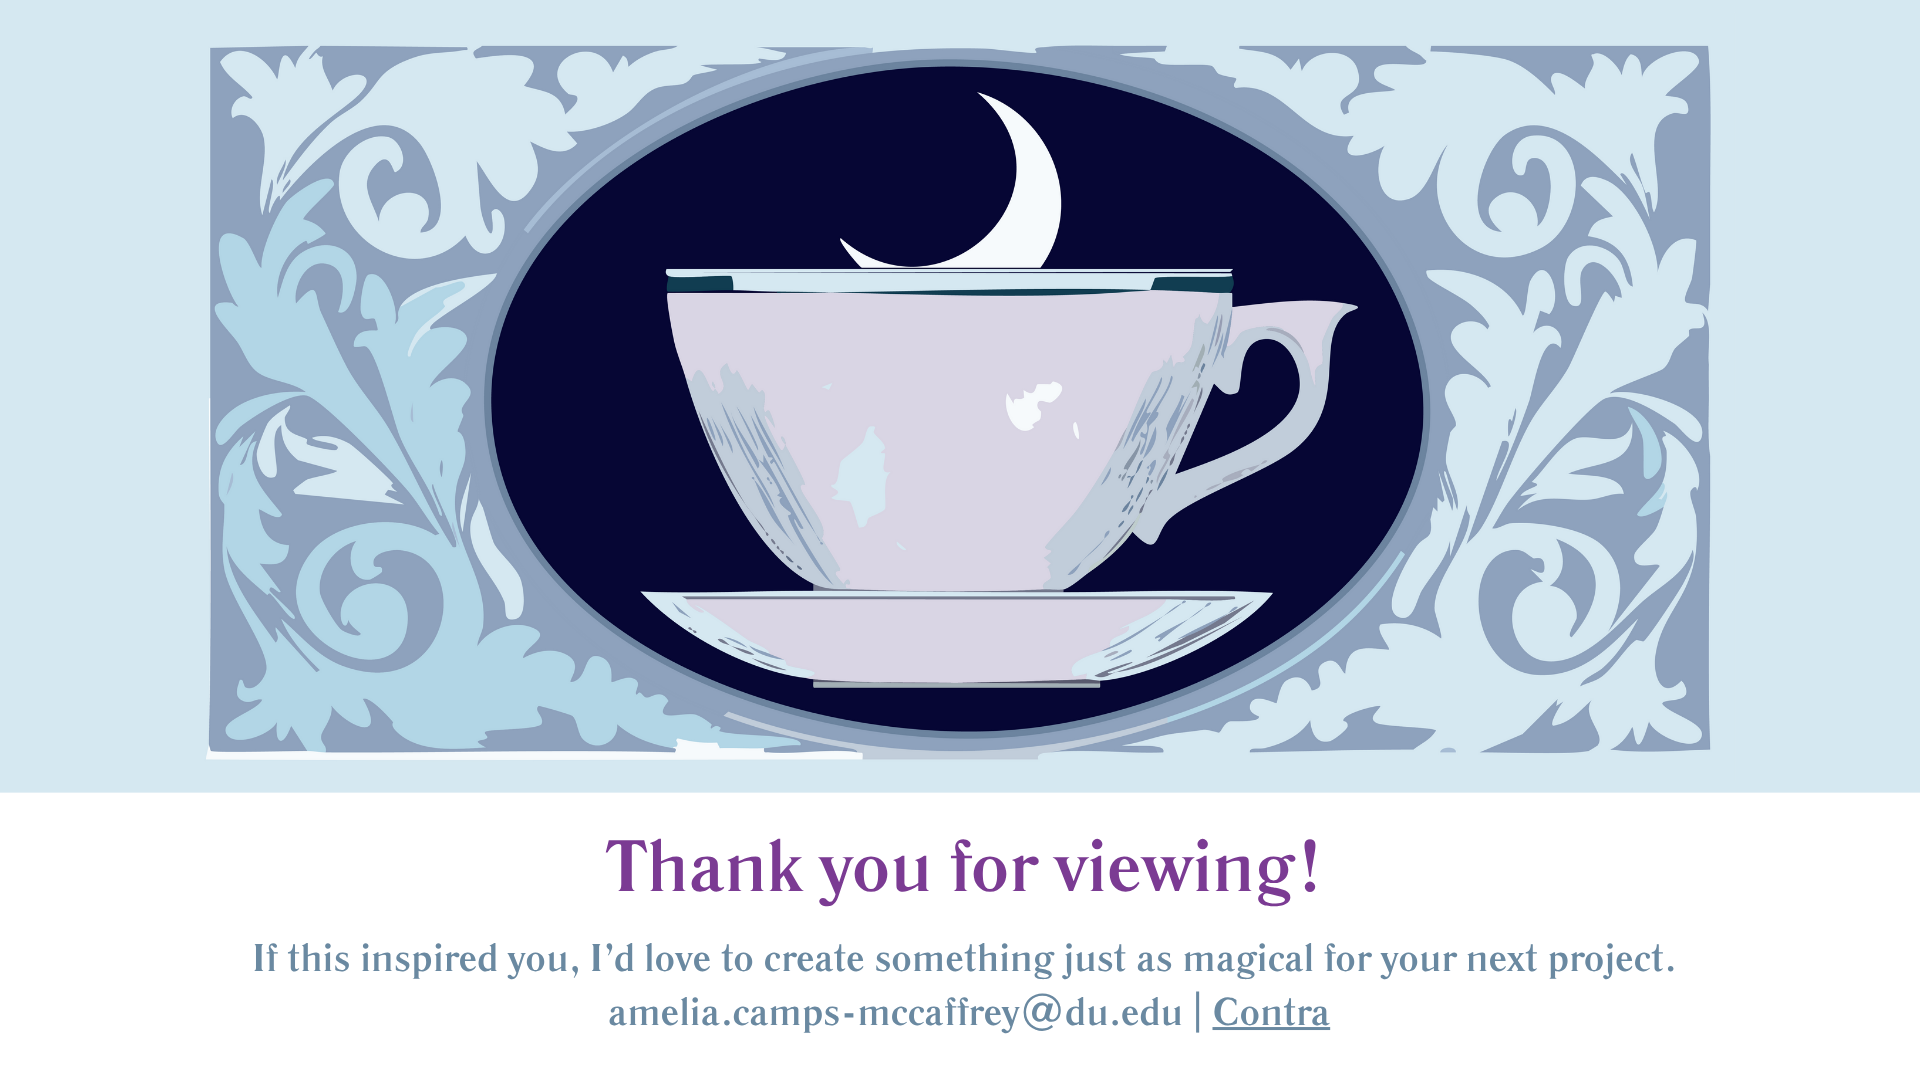 Thank you for viewing!
If this inspired you, I’d love to create something just as magical for your next project.
amelia.camps-mccaffrey@du.edu | Contra